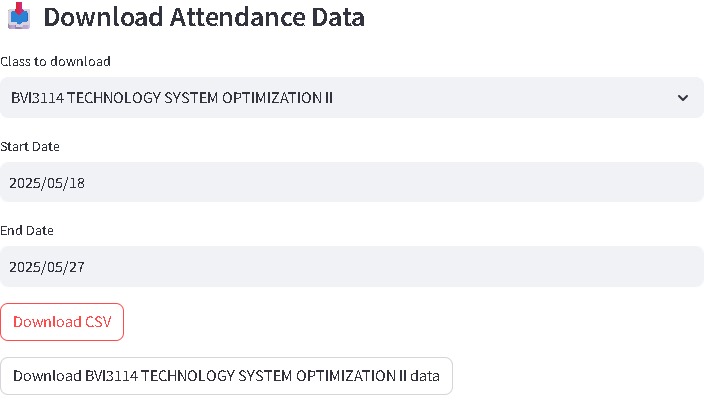 Download Attendance Data
Class to download
BVI3114 TECHNOLOGY SYSTEM OPTIMIZATION II
Start Date
2025/05/18
End Date
2025/05/27
Download CSV
Download BVI3114 TECHNOLOGY SYSTEM OPTIMIZATION II data